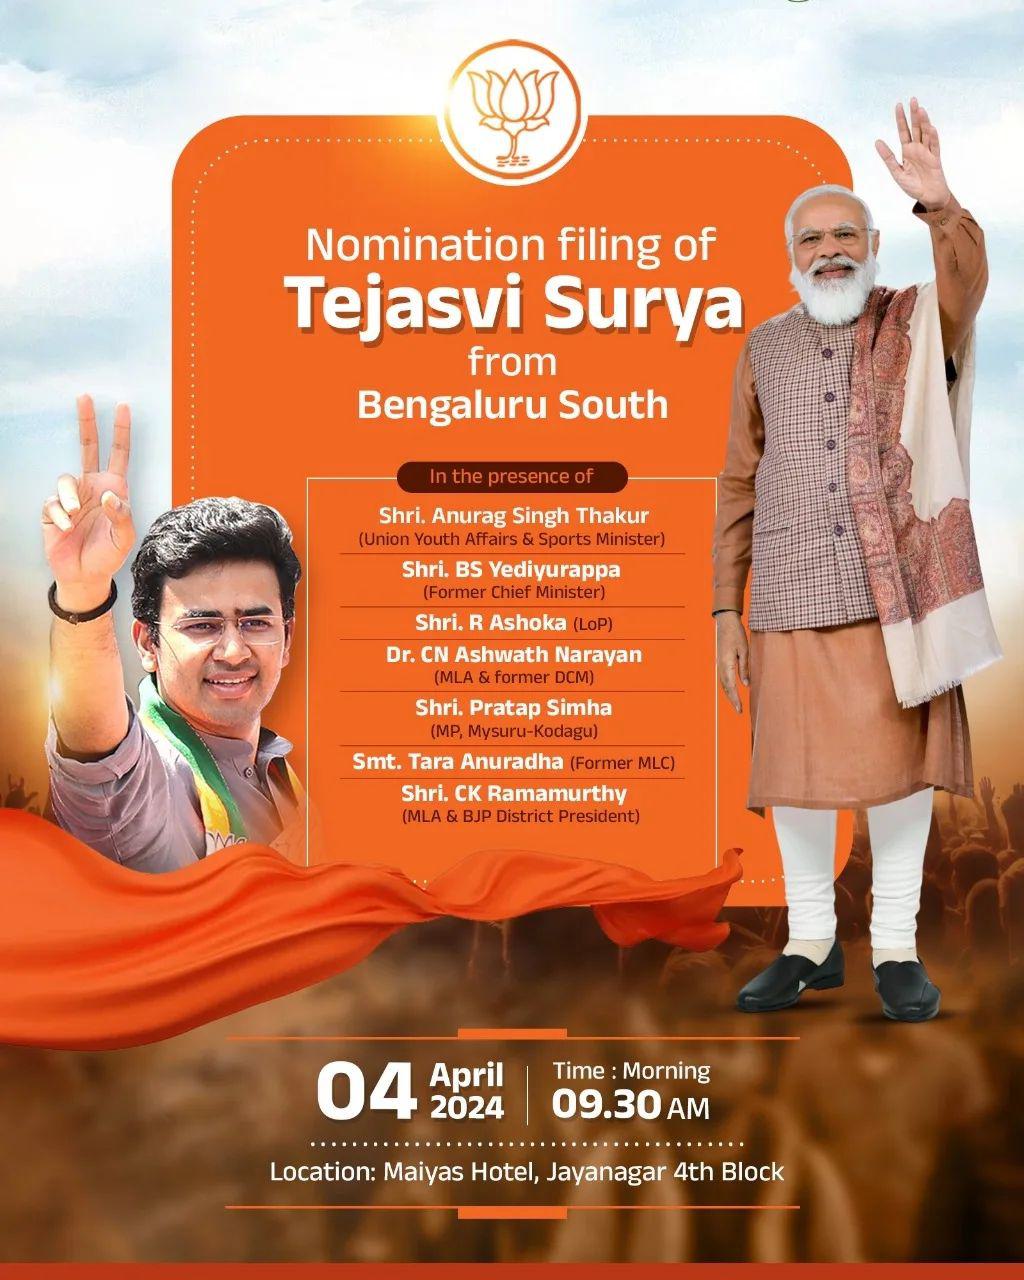 Nomination filing of
Tejasvi Surya
from
Bengaluru South
In the presence of
Shri. Anurag Singh Thakur
(Union Youth Affairs & Sports Minister)
Shri. BS Yediyurappa
(Former Chief Minister)
Shri. R Ashoka (LoP)
Dr. CN Ashwath Narayan
(MLA & former DCM)
Shri. Pratap Simha
(MP, Mysuru-Kodagu)
Smt. Tara Anuradha (Former MLC)
Shri. CK Ramamurthy
(MLA & BJP District President)
04 April 2024
Time : Morning
09.30 AM
Location: Maiyas Hotel, Jayanagar 4th Block